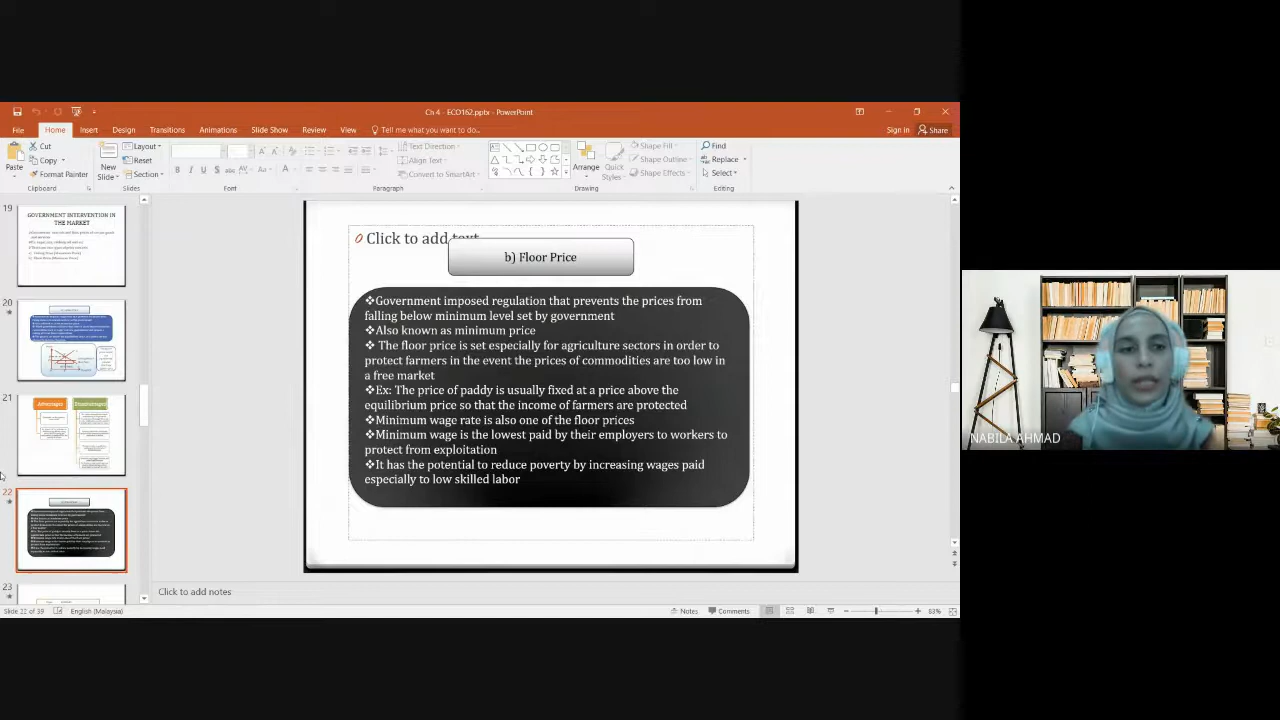 Ch 4 - ECO162.pptx - PowerPoint
File Home Insert Design Transitions Animations Slide Show Review View Tell me what you want to do... Sign in Share
Paste Cut Copy Format Painter
Clipboard
New Slide Layout Reset Section
Slides
Font
Text Direction Align Text Convert to SmartArt
Paragraph
Arrange Quick Styles Shape Fill Shape Outline Shape Effects
Drawing
Find Replace Select
Editing
19
GOVERNMENT INTERVENTION IN
THE MARKET
20
21
Advantages Disadvantages
22
23
Click to add text
b) Floor Price
❖Government imposed regulation that prevents the prices from
falling below minimum level set by government
❖Also known as minimum price
❖ The floor price is set especially for agriculture sectors in order to
protect farmers in the event the prices of commodities are too low in
a free market
❖Ex: The price of paddy is usually fixed at a price above the
equilibrium price so that the income of farmers are protected
❖Minimum wage rate is also one of the floor prices
❖Minimum wage is the lowest paid by their employers to workers to
protect from exploitation
❖It has the potential to reduce poverty by increasing wages paid
especially to low skilled labor
Click to add notes
Slide 22 of 39 English (Malaysia) Notes Comments 83%
NABILA AHMAD